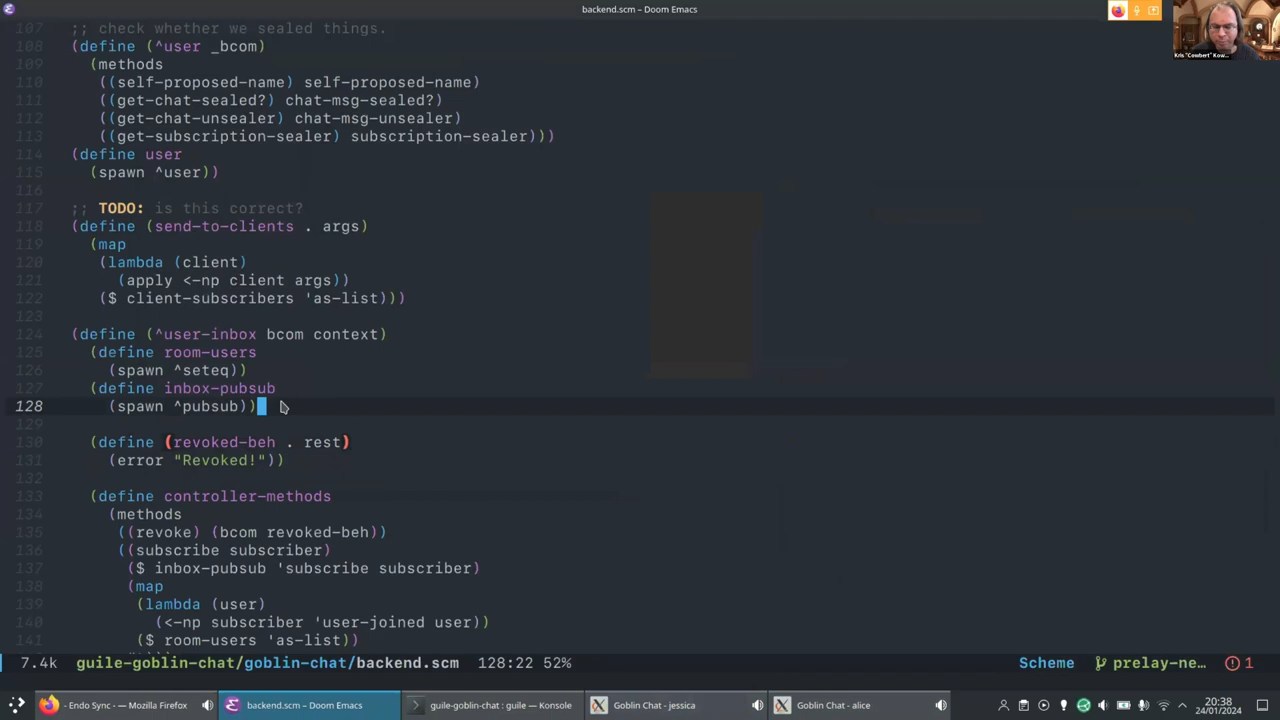 backend.scm – Doom Emacs
107 ;; check whether we sealed things.
108 (define (^user _bcom)
109 (methods
110 ((self-proposed-name) self-proposed-name)
111 ((get-chat-sealed?) chat-msg-sealed?)
112 ((get-chat-unsealer) chat-msg-unsealer)
113 ((get-subscription-sealer) subscription-sealer)))
114 (define user
115 (spawn ^user))
116
117 ;; TODO: is this correct?
118 (define (send-to-clients . args)
119 (map
120 (lambda (client)
121 (apply <-np client args))
122 ($ client-subscribers 'as-list)))
123
124 (define (^user-inbox bcom context)
125 (define room-users
126 (spawn ^seteq))
127 (define inbox-pubsub
128 (spawn ^pubsub))
129
130 (define (revoked-beh . rest)
131 (error "Revoked!"))
132
133 (define controller-methods
134 (methods
135 ((revoke) (bcom revoked-beh))
136 ((subscribe subscriber)
137 ($ inbox-pubsub 'subscribe subscriber)
138 (map
139 (lambda (user)
140 (<-np subscriber 'user-joined user))
141 ($ room-users 'as-list))
7.4k guile-goblin-chat/goblin-chat/backend.scm 128:22 52% Scheme prelay-ne… 1
Kris "Cowbert" Kow…
- Endo Sync — Mozilla Firefox
backend.scm – Doom Emacs
guile-goblin-chat : guile — Konsole
Goblin Chat - jessica
Goblin Chat - alice
20:38
24/01/2024